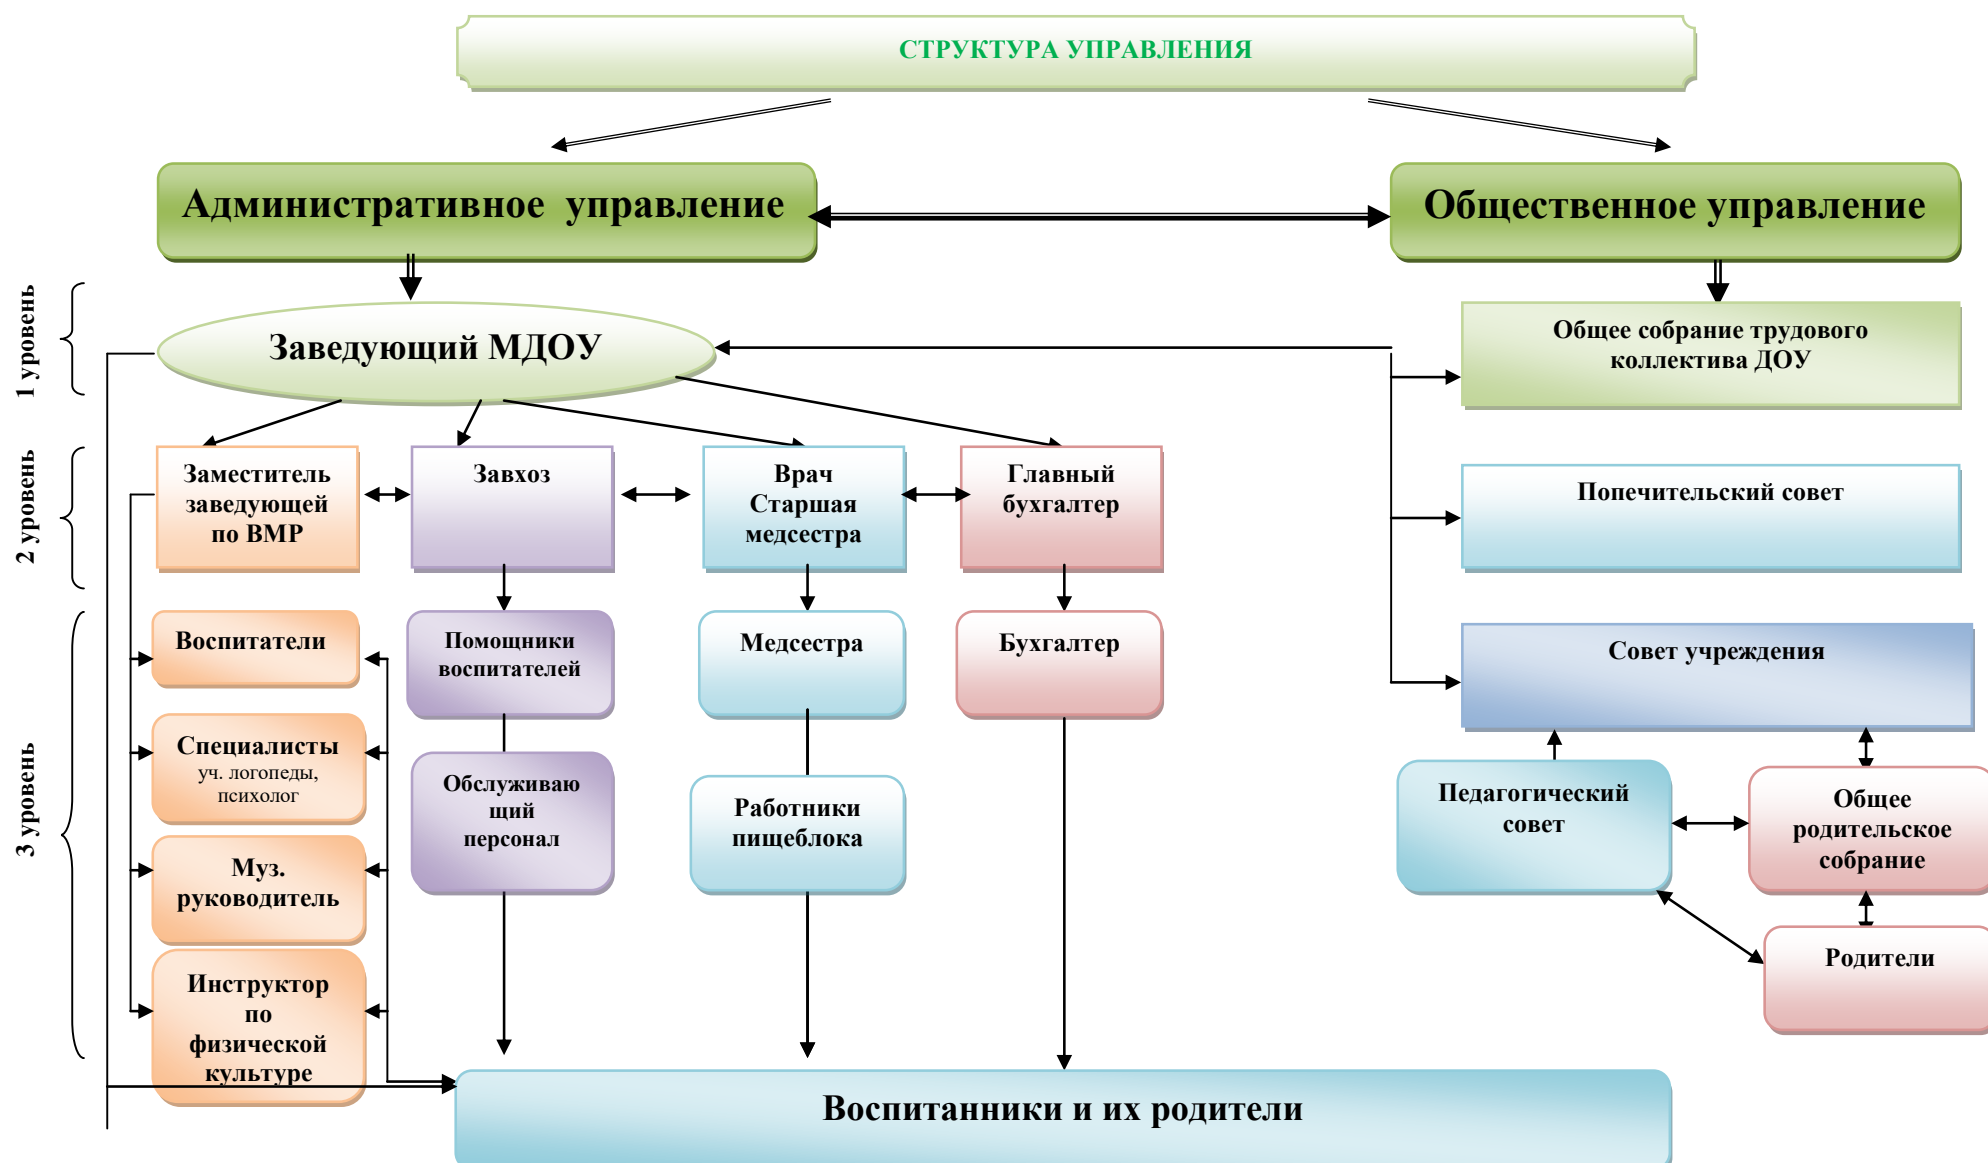 СТРУКТУРА УПРАВЛЕНИЯ
Административное управление
Общественное управление
1 уровень
Заведующий МДОУ
Общее собрание трудового
коллектива ДОУ
2 уровень
Заместитель
заведующей
по ВМР
Завхоз
Врач
Старшая
медсестра
Главный
бухгалтер
Попечительский совет
3 уровень
Воспитатели
Помощники
воспитателей
Медсестра
Бухгалтер
Совет учреждения
Специалисты
уч. логопеды,
психолог
Обслуживаю
щий
персонал
Работники
пищеблока
Педагогический
совет
Общее
родительское
собрание
Муз.
руководитель
Инструктор
по
физической
культуре
Родители
Воспитанники и их родители